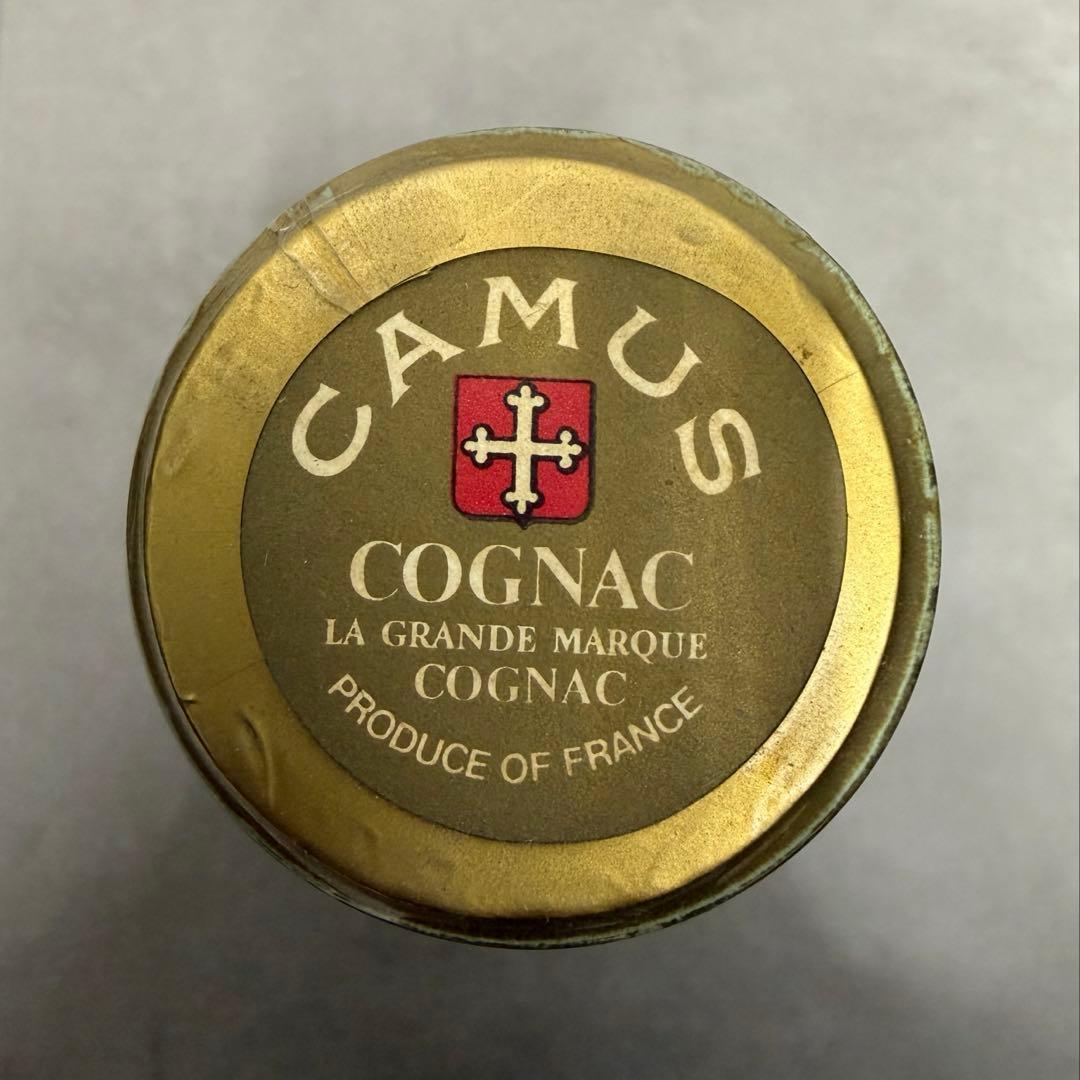 CAMUS
COGNAC
LA GRANDE MARQUE
COGNAC
PRODUCE OF FRANCE